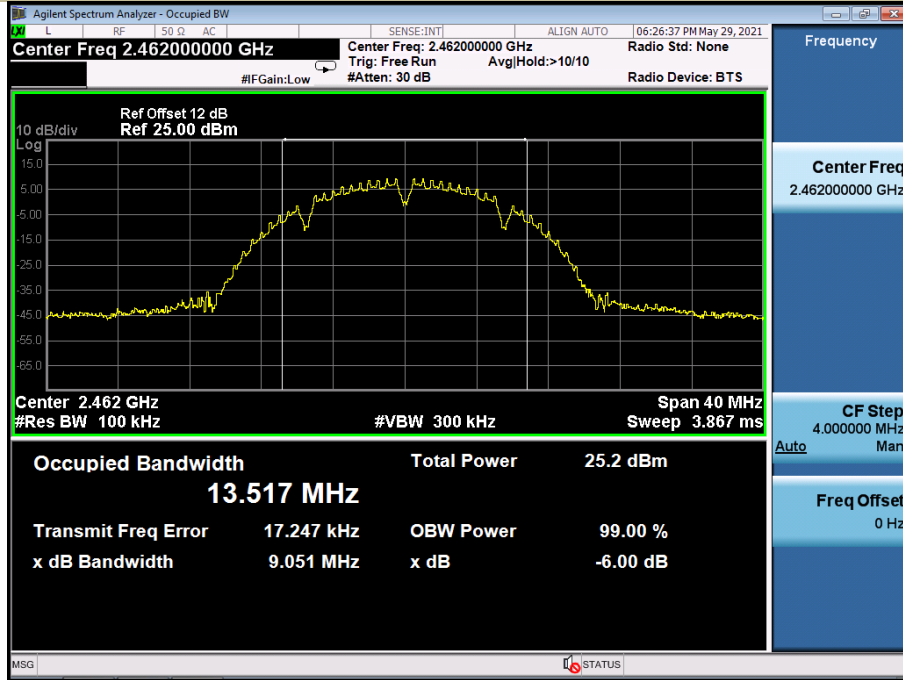 Agilent Spectrum Analyzer - Occupied BW
LXI L RF 50 Ω AC SENSE:INT ALIGN AUTO 06:26:37 PM May 29, 2021
Center Freq 2.462000000 GHz
Center Freq: 2.462000000 GHz
Radio Std: None
Trig: Free Run Avg|Hold:>10/10
#IFGain:Low
#Atten: 30 dB
Radio Device: BTS
Ref Offset 12 dB
10 dB/div Ref 25.00 dBm
Log
15.0
5.00
-5.00
-15.0
-25.0
-35.0
-45.0
-55.0
-65.0
Center 2.462 GHz Span 40 MHz
#Res BW 100 kHz #VBW 300 kHz Sweep 3.867 ms
Occupied Bandwidth Total Power 25.2 dBm
13.517 MHz
Transmit Freq Error 17.247 kHz OBW Power 99.00 %
x dB Bandwidth 9.051 MHz x dB -6.00 dB
MSG STATUS
Frequency
Center Freq
2.462000000 GHz
CF Step
4.000000 MHz
Auto Man
Freq Offset
0 Hz